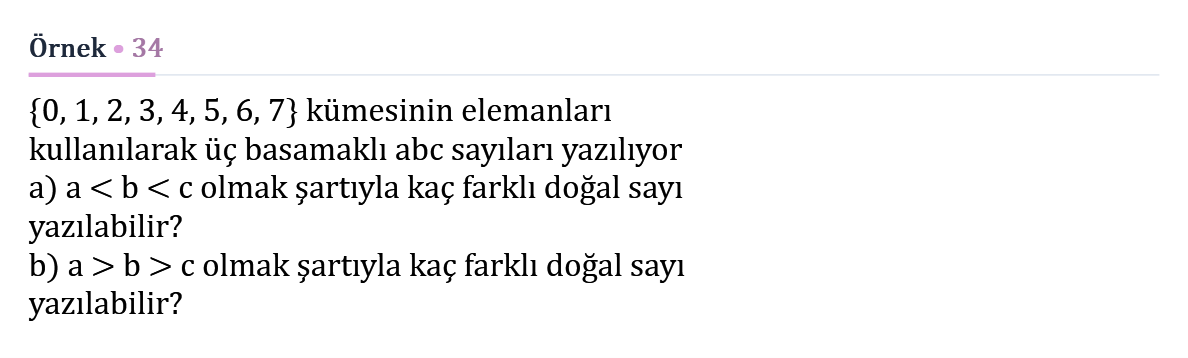 Örnek • 34
{0, 1, 2, 3, 4, 5, 6, 7} kümesinin elemanları
kullanılarak üç basamaklı abc sayıları yazılıyor
a) a < b < c olmak şartıyla kaç farklı doğal sayı
yazılabilir?
b) a > b > c olmak şartıyla kaç farklı doğal sayı
yazılabilir?